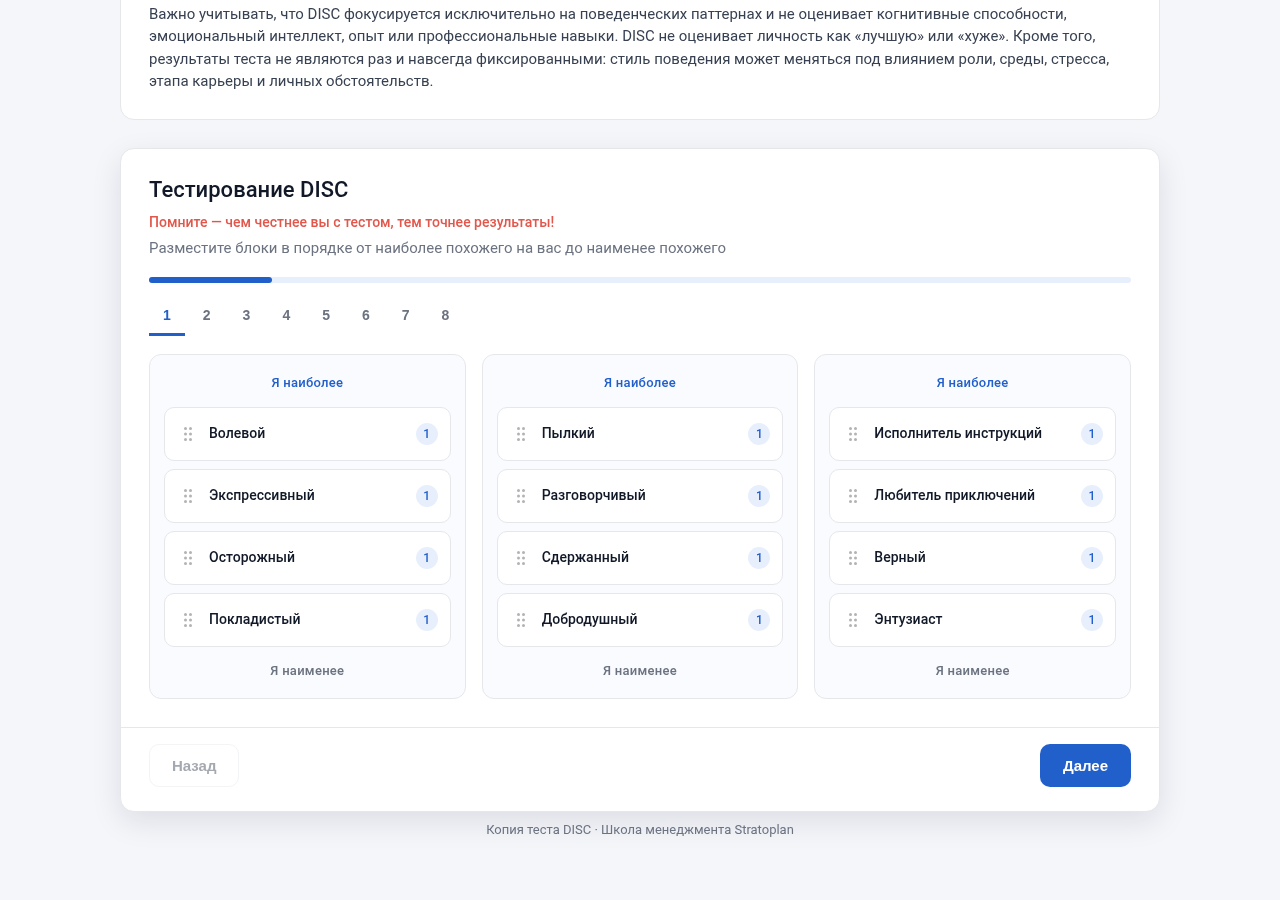 Важно учитывать, что DISC фокусируется исключительно на поведенческих паттернах и не оценивает когнитивные способности,
эмоциональный интеллект, опыт или профессиональные навыки. DISC не оценивает личность как «лучшую» или «хуже». Кроме того,
результаты теста не являются раз и навсегда фиксированными: стиль поведения может меняться под влиянием роли, среды, стресса,
этапа карьеры и личных обстоятельств.
Тестирование DISC
Помните — чем честнее вы с тестом, тем точнее результаты!
Разместите блоки в порядке от наиболее похожего на вас до наименее похожего
1 2 3 4 5 6 7 8
Я наиболее
Волевой 1
Экспрессивный 1
Осторожный 1
Покладистый 1
Я наименее
Я наиболее
Пылкий 1
Разговорчивый 1
Сдержанный 1
Добродушный 1
Я наименее
Я наиболее
Исполнитель инструкций 1
Любитель приключений 1
Верный 1
Энтузиаст 1
Я наименее
Назад
Далее
Копия теста DISC · Школа менеджмента Stratoplan